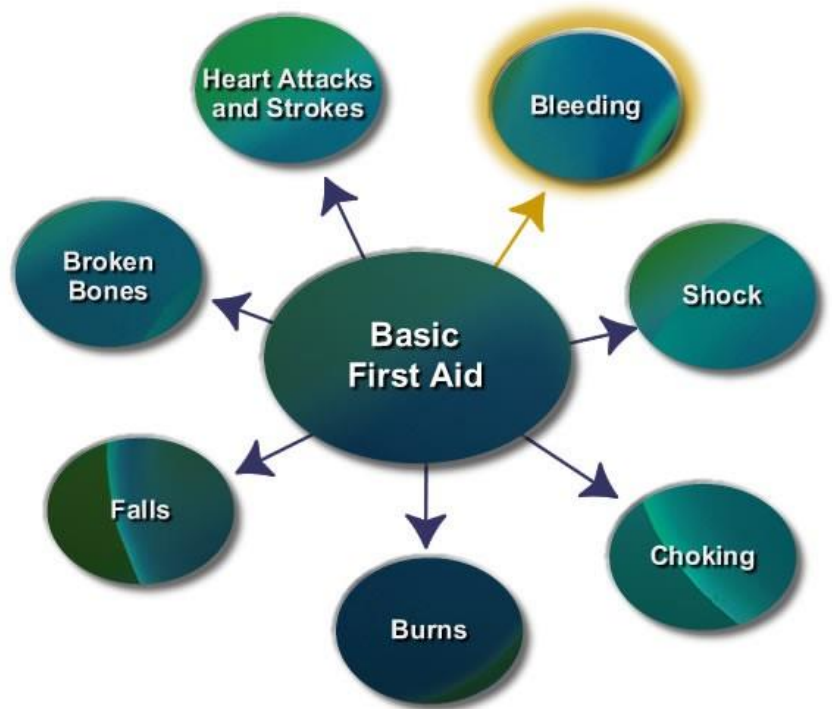 Heart Attacks
and Strokes
Bleeding
Broken
Bones
Shock
Basic
First Aid
Falls
Choking
Burns